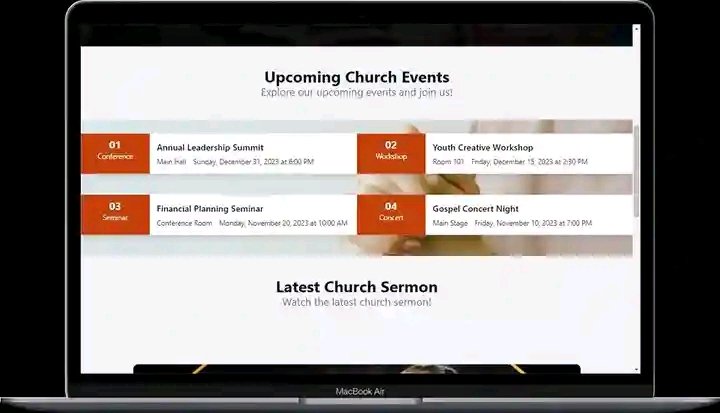 Upcoming Church Events
Explore our upcoming events and join us!
01
Conference
Annual Leadership Summit
Main Hall Sunday, December 31, 2023 at 6:00 PM
02
Workshop
Youth Creative Workshop
Room 101 Friday, December 15, 2023 at 2:30 PM
03
Seminar
Financial Planning Seminar
Conference Room Monday, November 20, 2023 at 10:00 AM
04
Concert
Gospel Concert Night
Main Stage Friday, November 10, 2023 at 7:00 PM
Latest Church Sermon
Watch the latest church sermon!
MacBook Air